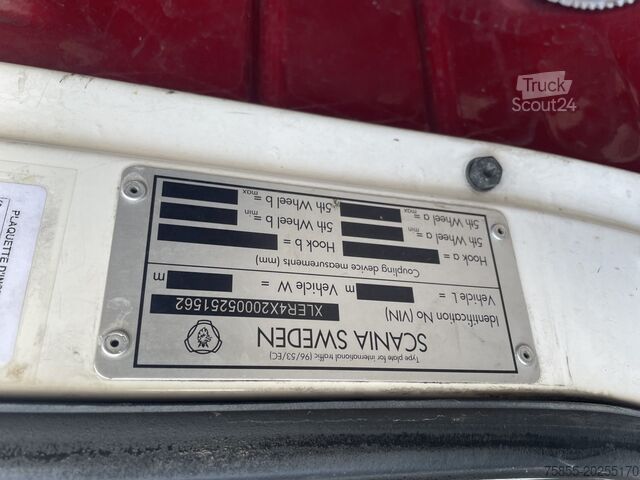 Truck
Scout24
Type plate for international traffic (96/53/EC)
SCANIA SWEDEN
Identification No (VIN)
XLER4X20005251562
Vehicle L = m Vehicle W = m
Coupling device measurements (mm)
Hook a = Hook b =
5th Wheel a min = 5th Wheel b min =
5th Wheel a max = 5th Wheel b max =
75855-20255170